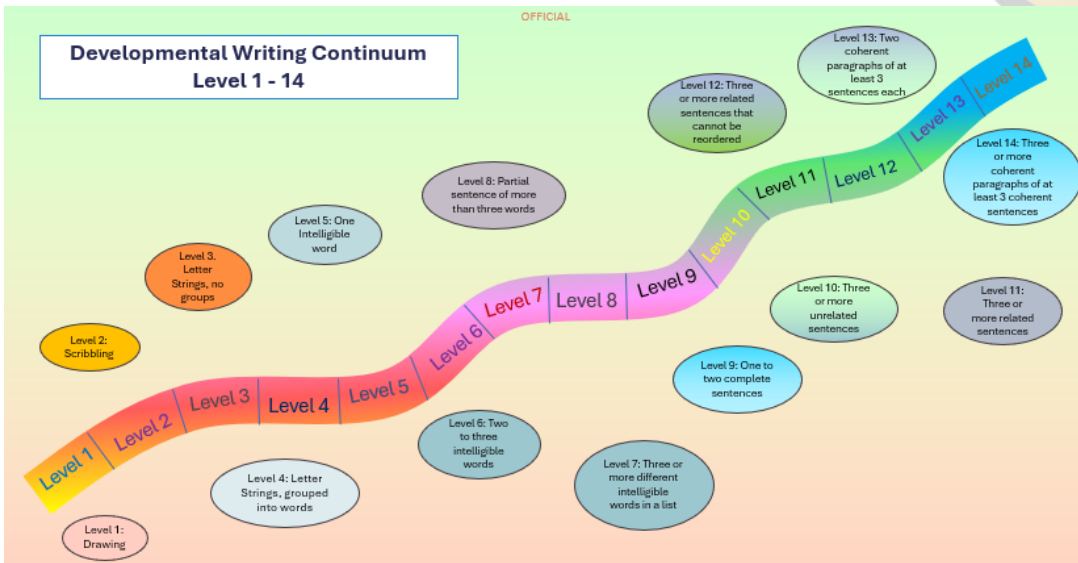 OFFICIAL
Developmental Writing Continuum
Level 1 - 14
Level 13: Two
coherent
paragraphs of at
least 3
sentences each
Level 12: Three
or more related
sentences that
cannot be
reordered
Level 14: Three
or more
coherent
paragraphs of at
least 3 coherent
sentences
Level 8: Partial
sentence of more
than three words
Level 5: One
Intelligible
word
Level 3.
Letter
Strings, no
groups
Level 2:
Scribbling
Level 1
Level 2
Level 3
Level 4
Level 5
Level 6
Level 7
Level 8
Level 9
Level 10
Level 11
Level 12
Level 13
Level 14
Level 10: Three
or more
unrelated
sentences
Level 11:
Three or
more related
sentences
Level 9: One to
two complete
sentences
Level 6: Two
to three
intelligible
words
Level 7: Three or
more different
intelligible
words in a list
Level 4: Letter
Strings, grouped
into words
Level 1:
Drawing